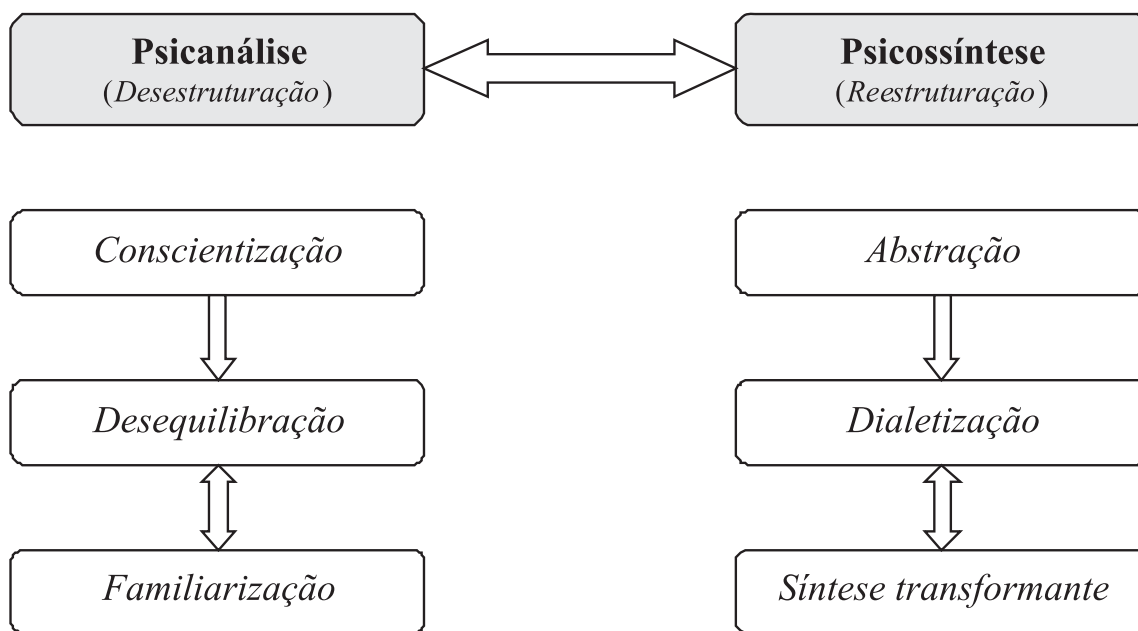 Psicanálise
(Desestruturação)
Psicossíntese
(Reestruturação)
Conscientização
Abstração
Desequilibração
Dialetização
Familiarização
Síntese transformante